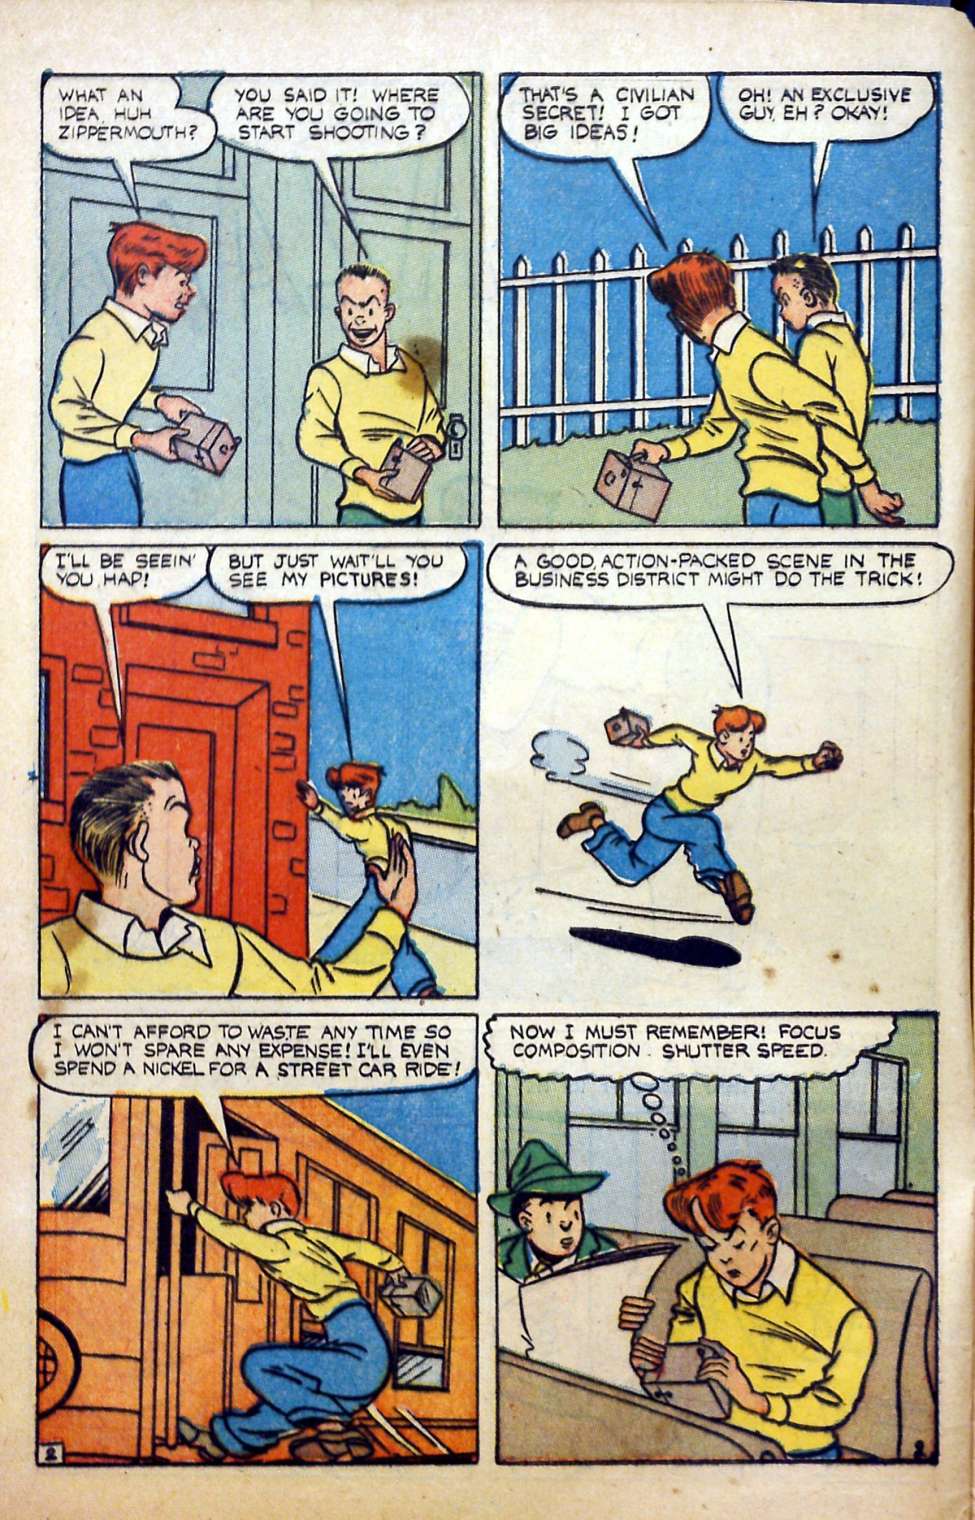 WHAT AN
IDEA, HUH
ZIPPERMOUTH?
YOU SAID IT! WHERE
ARE YOU GOING TO
START SHOOTING?
THAT'S A CIVILIAN
SECRET! I GOT
BIG IDEAS!
OH! AN EXCLUSIVE
GUY, EH? OKAY!
I'LL BE SEEIN'
YOU, HAP!
BUT JUST WAIT'LL YOU
SEE MY PICTURES!
A GOOD, ACTION-PACKED SCENE IN THE
BUSINESS DISTRICT MIGHT DO THE TRICK!
I CAN'T AFFORD TO WASTE ANY TIME SO
I WON'T SPARE ANY EXPENSE! I'LL EVEN
SPEND A NICKEL FOR A STREET CAR RIDE!
NOW I MUST REMEMBER! FOCUS
COMPOSITION. SHUTTER SPEED.
2
2